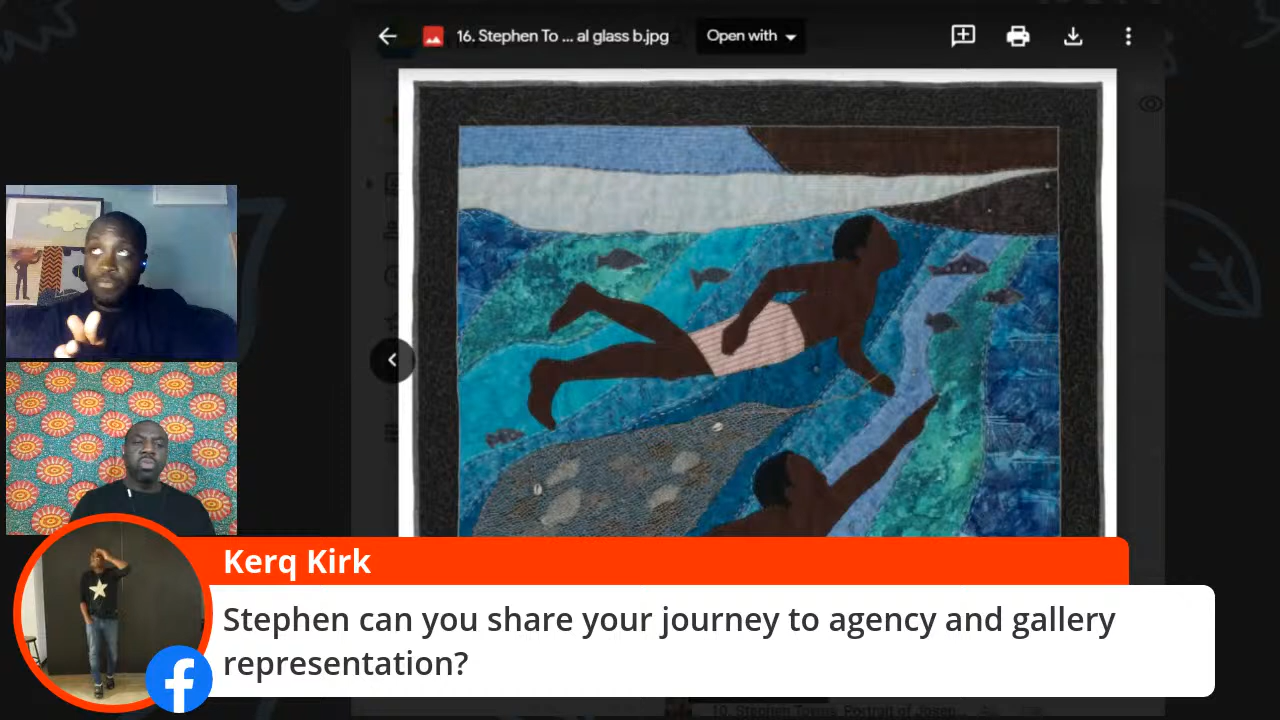 16. Stephen To ... al glass b.jpg
Open with
Kerq Kirk
Stephen can you share your journey to agency and gallery
representation?